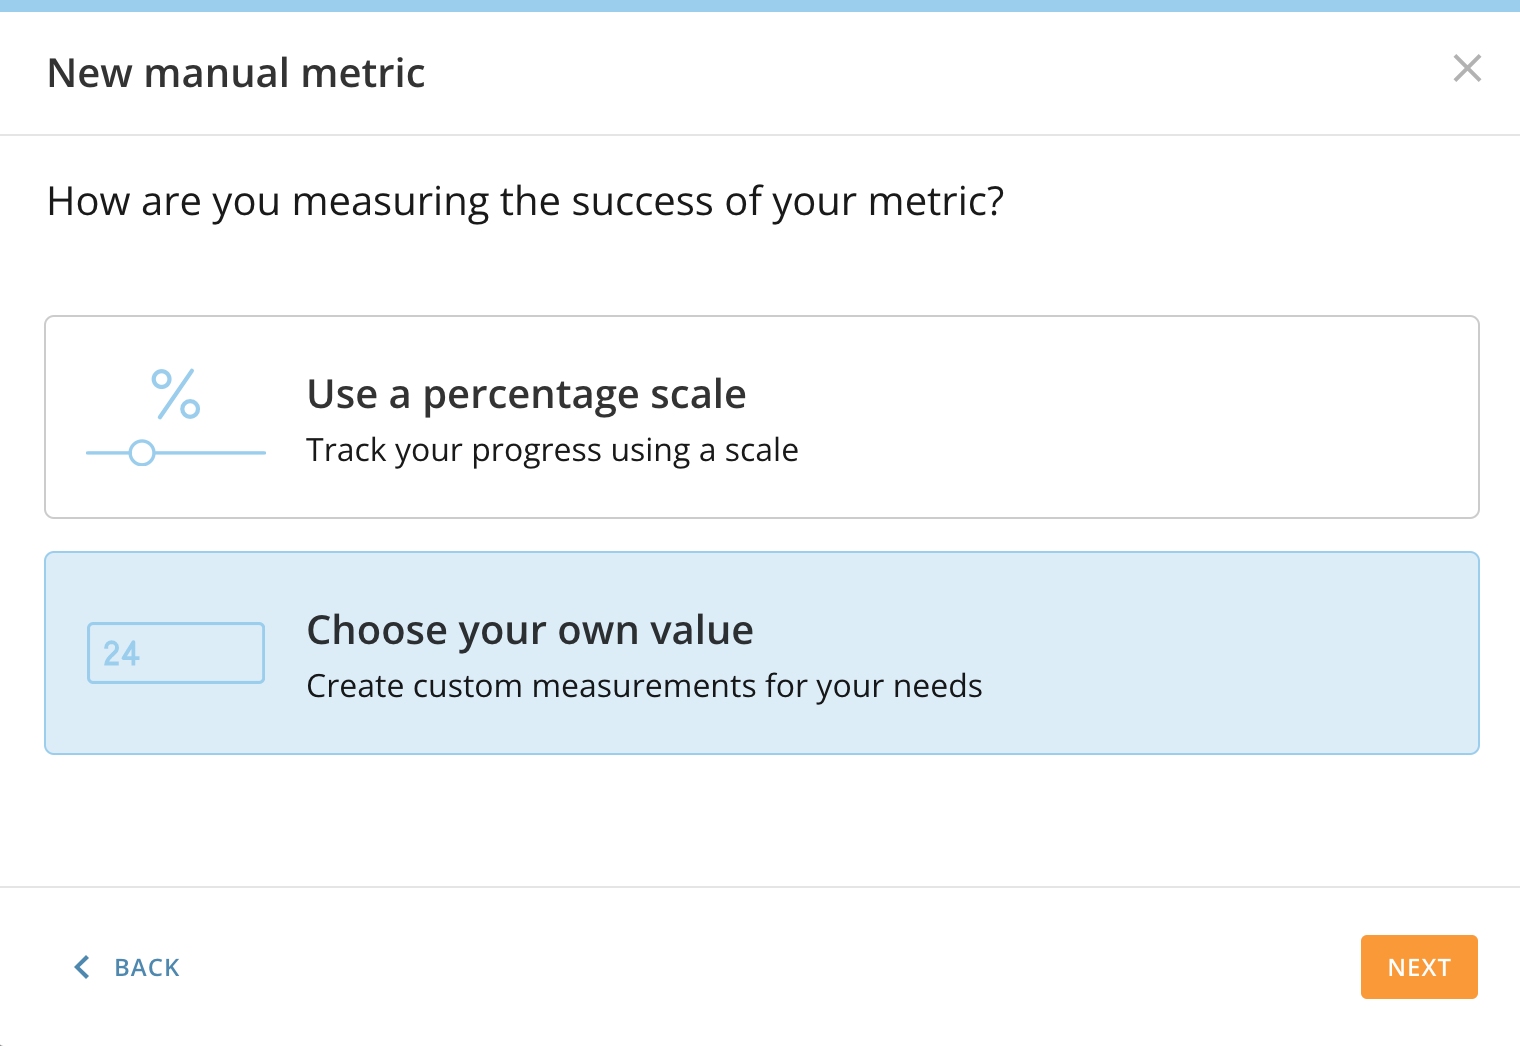 New manual metric
How are you measuring the success of your metric?
%
Use a percentage scale
Track your progress using a scale
24
Choose your own value
Create custom measurements for your needs
BACK
NEXT